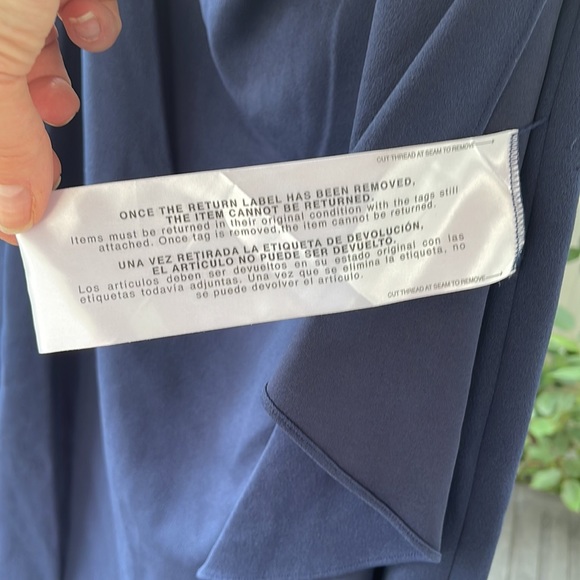 CUT THREAD AT SEAM TO REMOVE
ONCE THE RETURN LABEL HAS BEEN REMOVED,
THE ITEM CANNOT BE RETURNED.
Items must be returned in their original condition with the tags still
attached. Once tag is removed,the item cannot be returned.
UNA VEZ RETIRADA LA ETIQUETA DE DEVOLUCIÓN,
EL ARTÍCULO NO PUEDE SER DEVUELTO.
Los artículos deben ser devueltos en su estado original con las
etiquetas todavía adjuntas. Una vez que se elimina la etiqueta, no
se puede devolver el artículo.
CUT THREAD AT SEAM TO REMOVE